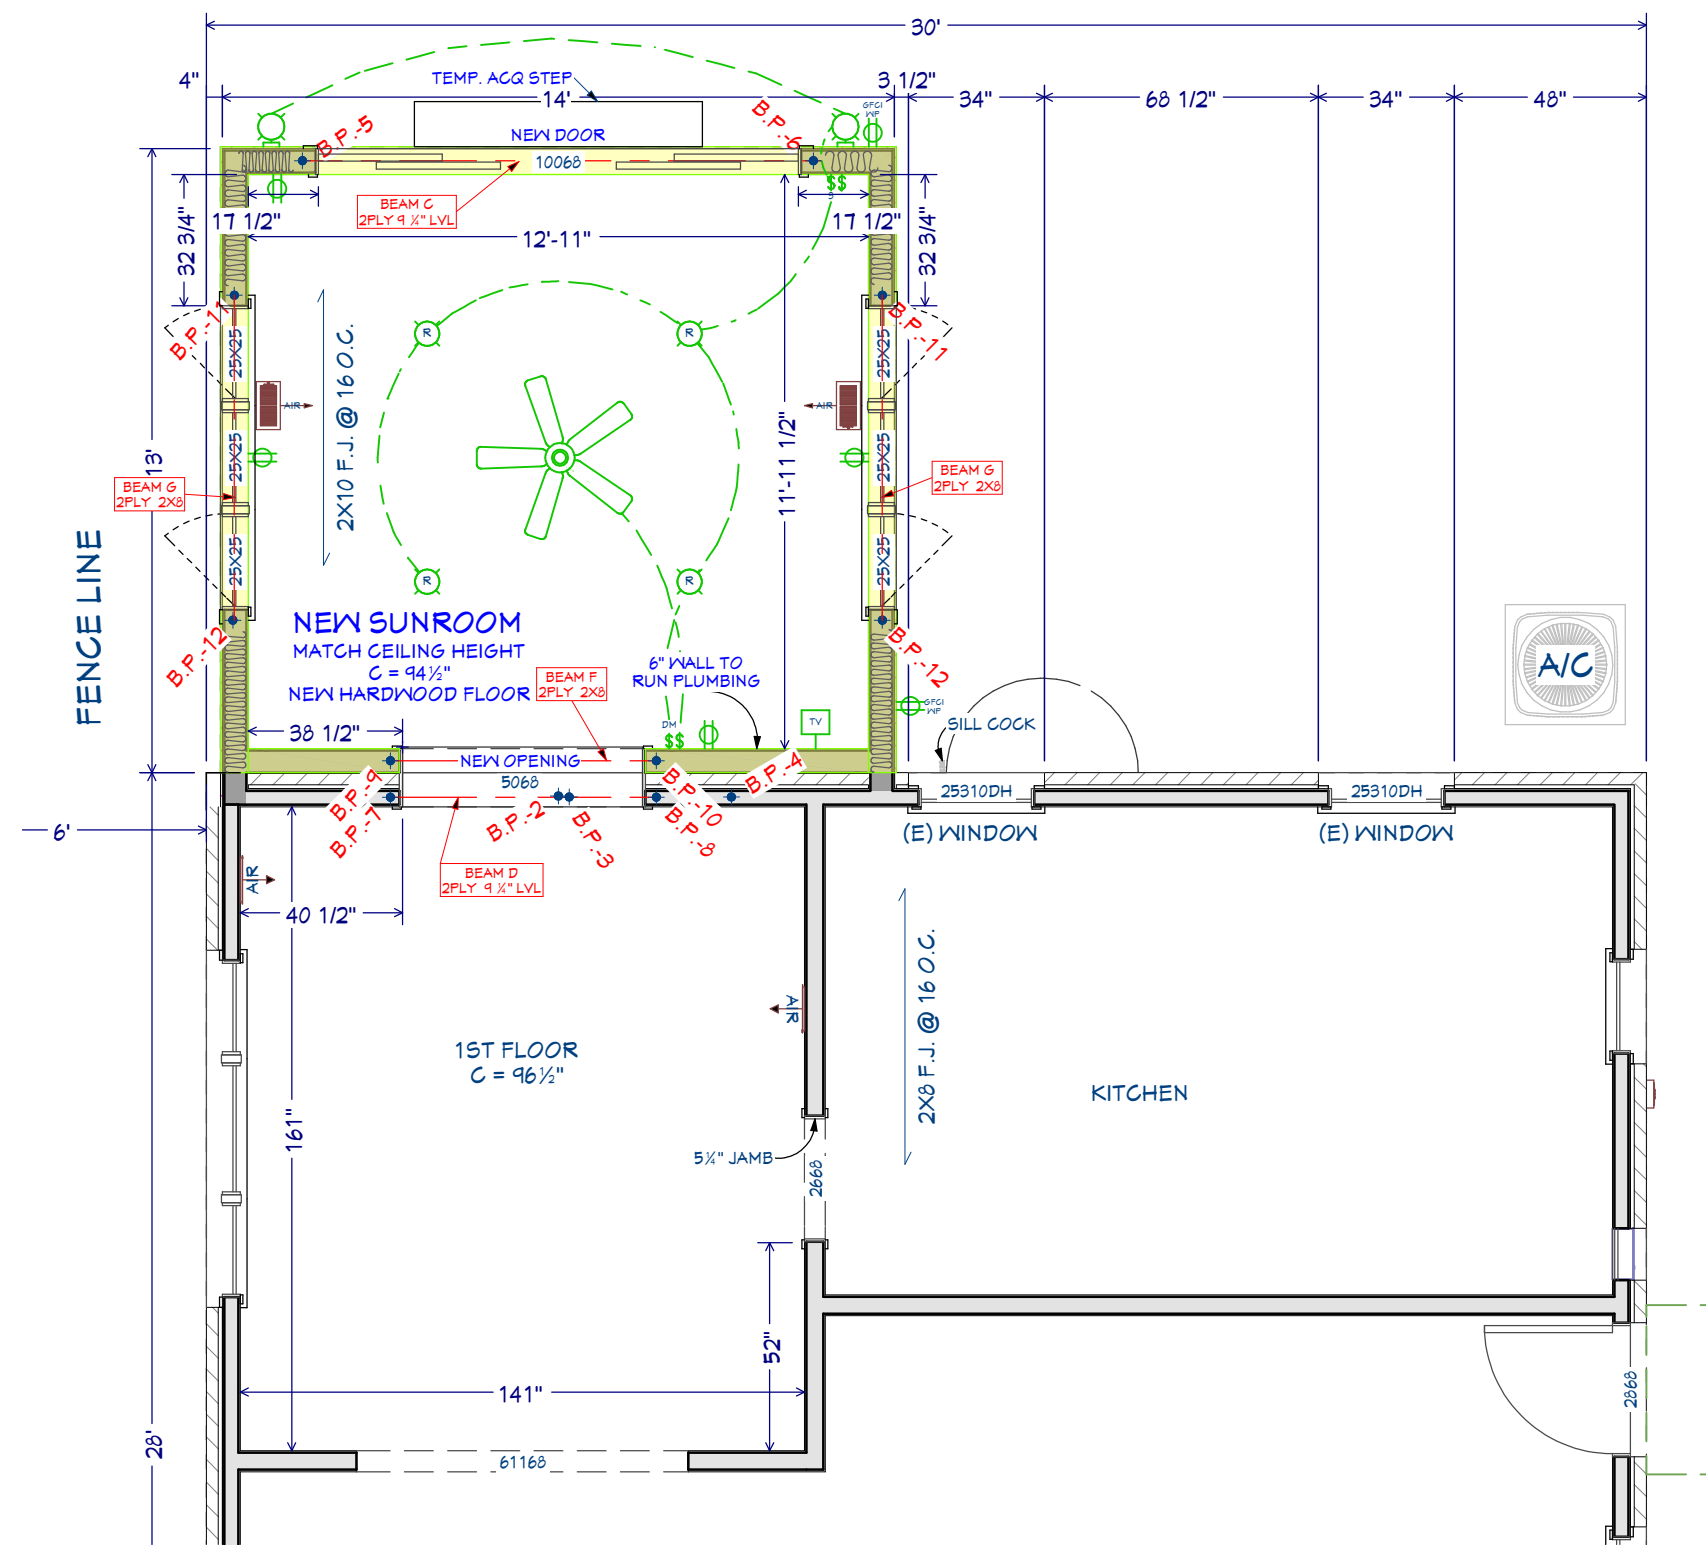 30'
4"
TEMP. ACQ STEP
3 1/2"
14'
34"
68 1/2"
34"
48"
GFCI
WP
B.P.-5
B.P.-6
NEW DOOR
10068
$$
3
BEAM C
2PLY 9 ¼" LVL
17 1/2"
17 1/2"
32 3/4"
32 3/4"
12'-11"
B.P.-11
B.P.-11
R
R
25X25
25X25
2X10 F.J. @ 16 O.C.
AIR
AIR
11'-11 1/2"
13'
25X25
25X25
BEAM G
2PLY 2X8
BEAM G
2PLY 2X8
25X25
25X25
R
R
FENCE LINE
NEW SUNROOM
MATCH CEILING HEIGHT
C = 94½"
NEW HARDWOOD FLOOR
B.P.-12
B.P.-12
BEAM F
2PLY 2X8
6" WALL TO
RUN PLUMBING
A/C
GFCI
WP
SILL COCK
38 1/2"
DM
$$
TV
NEW OPENING
5068
B.P.-9
B.P.-7
B.P.-2
B.P.-3
B.P.-10
B.P.-8
B.P.-4
25310DH
25310DH
(E) WINDOW
(E) WINDOW
6'
BEAM D
2PLY 9 ¼" LVL
AIR
40 1/2"
AIR
2X8 F.J. @ 16 O.C.
1ST FLOOR
C = 96½"
KITCHEN
161"
5¼" JAMB
2668
52"
141"
2868
28'
61168